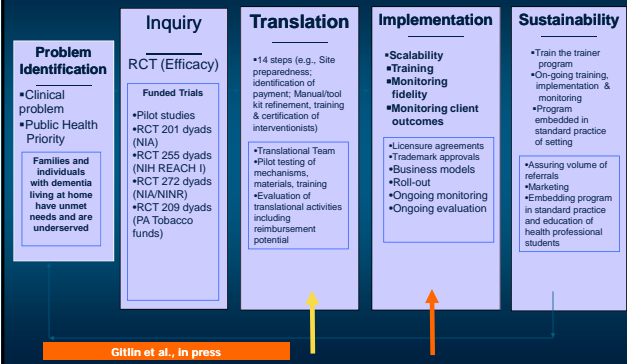 Problem
Identification
▪Clinical
problem
▪Public Health
Priority
Families and
individuals
with dementia
living at home
have unmet
needs and are
underserved
Inquiry
RCT (Efficacy)
Funded Trials
•Pilot studies
•RCT 201 dyads
(NIA)
•RCT 255 dyads
(NIH REACH I)
•RCT 272 dyads
(NIA/NINR)
•RCT 209 dyads
(PA Tobacco
funds)
Translation
▪14 steps (e.g., Site
preparedness;
identification of
payment; Manual/tool
kit refinement, training
& certification of
interventionists)
•Translational Team
•Pilot testing of
mechanisms,
materials, training
•Evaluation of
translational activities
including
reimbursement
potential
Implementation
▪Scalability
▪Training
▪Monitoring
fidelity
▪Monitoring client
outcomes
•Licensure agreements
•Trademark approvals
•Business models
•Roll-out
•Ongoing monitoring
•Ongoing evaluation
Sustainability
▪Train the trainer
program
▪On-going training,
implementation &
monitoring
▪Program
embedded in
standard practice
of setting
•Assuring volume of
referrals
•Marketing
•Embedding program
in standard practice
and education of
health professional
students
Gitlin et al., in press